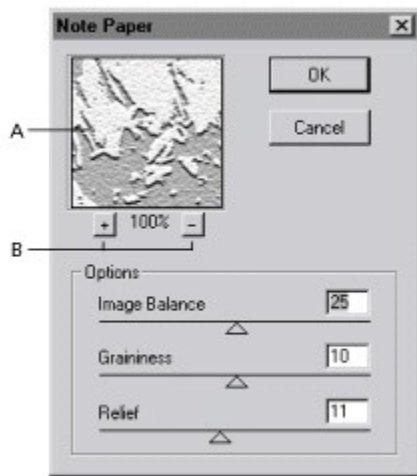 Note Paper
OK
A
Cancel
+ 100% −
B
Options
Image Balance 25
Graininess 10
Relief 11